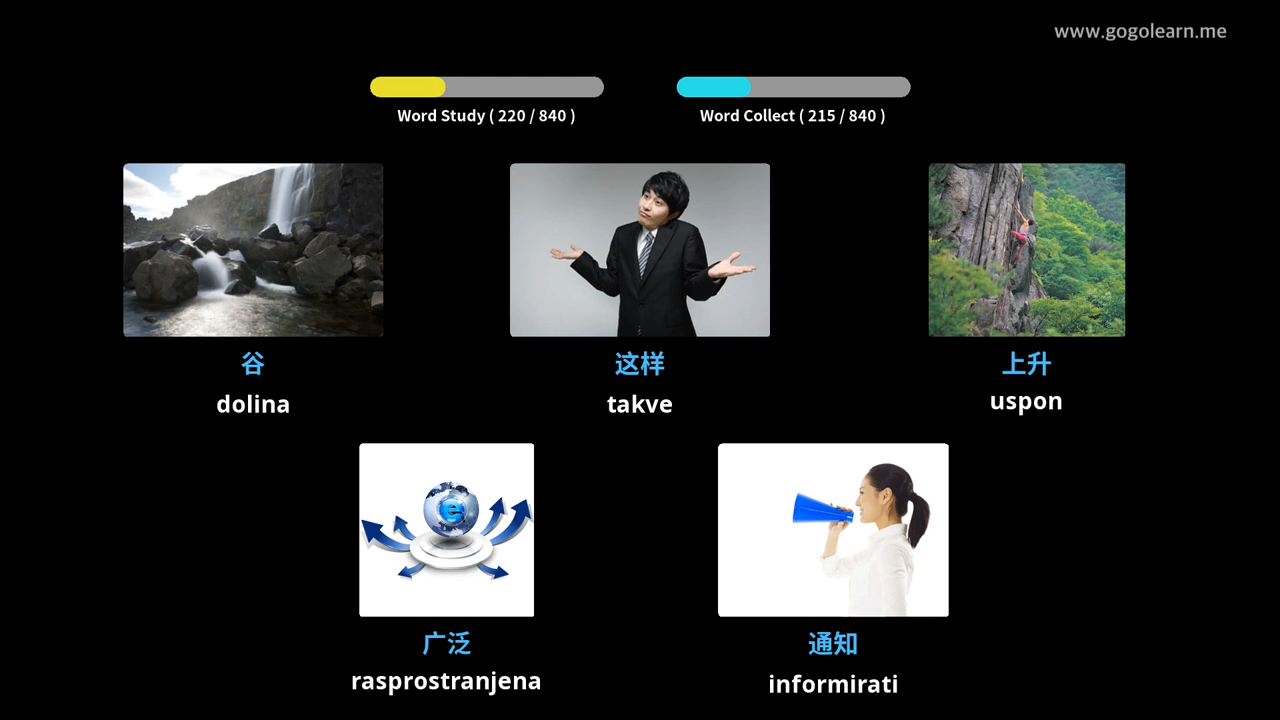 www.gogolearn.me
Word Study ( 220 / 840 )
Word Collect ( 215 / 840 )
谷
这样
上升
dolina
takve
uspon
e
广泛
通知
rasprostranjena
informirati